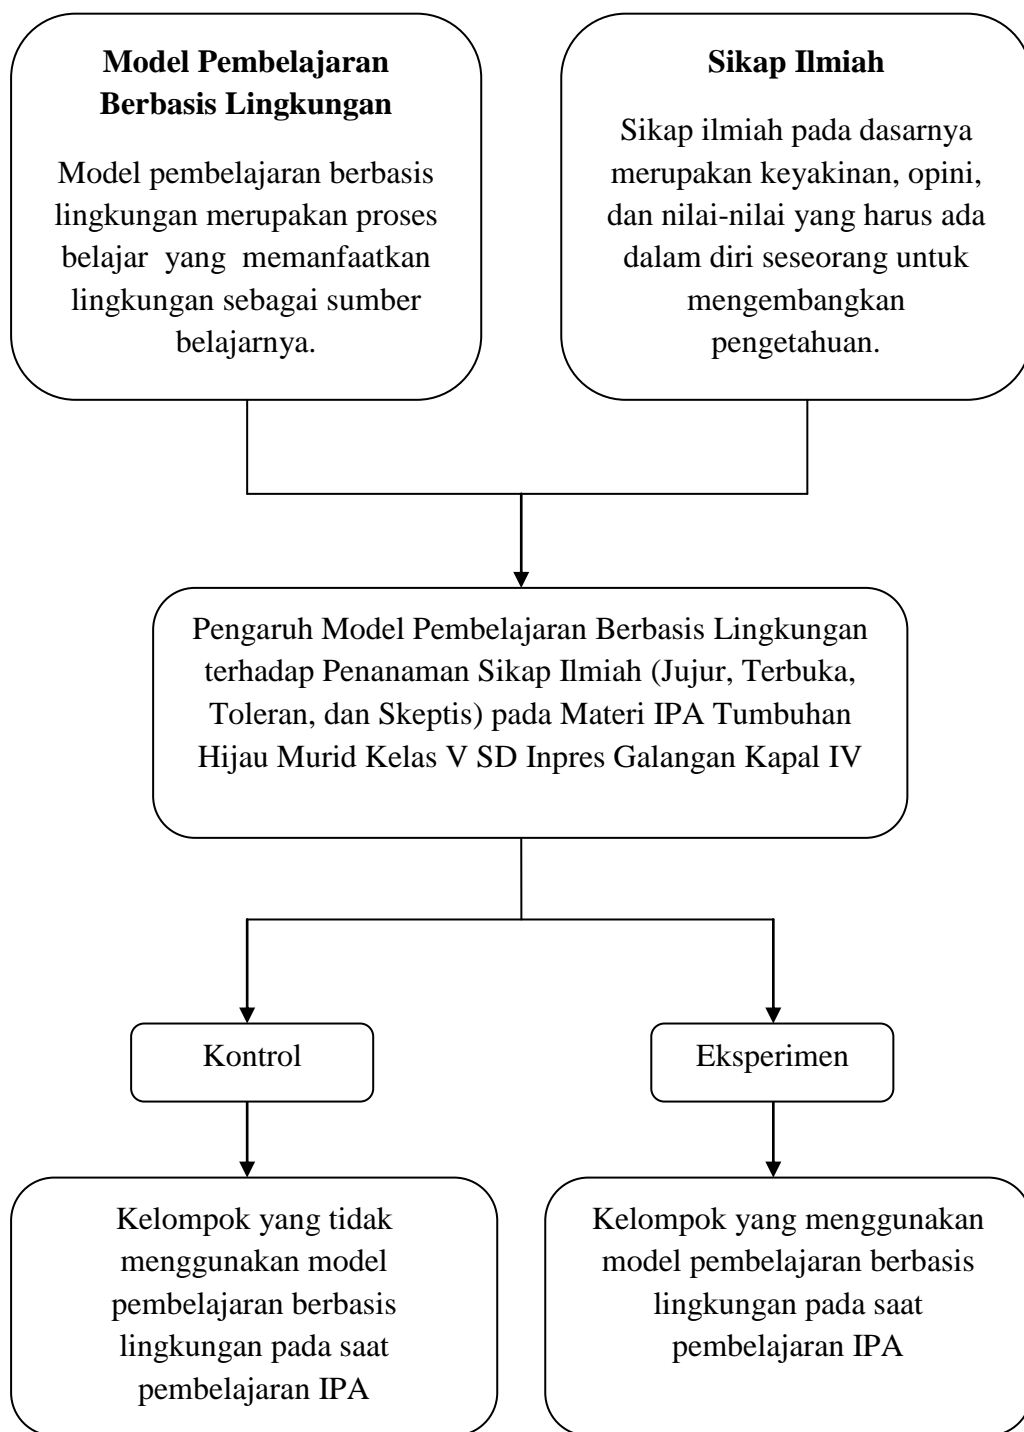 Model Pembelajaran
Berbasis Lingkungan
Model pembelajaran berbasis
lingkungan merupakan proses
belajar yang memanfaatkan
lingkungan sebagai sumber
belajarnya.
Sikap Ilmiah
Sikap ilmiah pada dasarnya
merupakan keyakinan, opini,
dan nilai-nilai yang harus ada
dalam diri seseorang untuk
mengembangkan
pengetahuan.
Pengaruh Model Pembelajaran Berbasis Lingkungan
terhadap Penanaman Sikap Ilmiah (Jujur, Terbuka,
Toleran, dan Skeptis) pada Materi IPA Tumbuhan
Hijau Murid Kelas V SD Inpres Galangan Kapal IV
Kontrol
Eksperimen
Kelompok yang tidak
menggunakan model
pembelajaran berbasis
lingkungan pada saat
pembelajaran IPA
Kelompok yang menggunakan
model pembelajaran berbasis
lingkungan pada saat
pembelajaran IPA